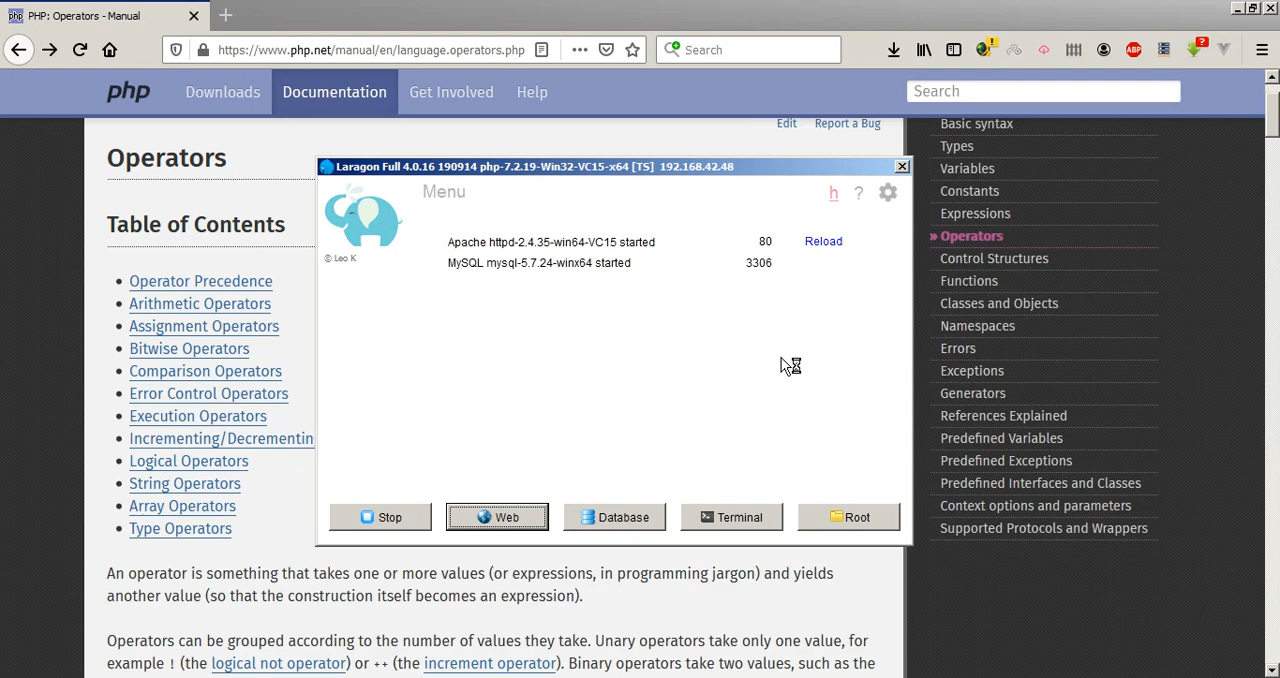 PHP: Operators - Manual
https://www.php.net/manual/en/language.operators.php
Search
php
Downloads
Documentation
Get Involved
Help
Search
Edit
Report a Bug
Operators
Table of Contents
Operator Precedence
Arithmetic Operators
Assignment Operators
Bitwise Operators
Comparison Operators
Error Control Operators
Execution Operators
Incrementing/Decrementin
Logical Operators
String Operators
Array Operators
Type Operators
An operator is something that takes one or more values (or expressions, in programming jargon) and yields
another value (so that the construction itself becomes an expression).
Operators can be grouped according to the number of values they take. Unary operators take only one value, for
example ! (the logical not operator) or ++ (the increment operator). Binary operators take two values, such as the
Laragon Full 4.0.16 190914 php-7.2.19-Win32-VC15-x64 [TS] 192.168.42.48
Menu
h
?
© Leo K
Apache httpd-2.4.35-win64-VC15 started 80 Reload
MySQL mysql-5.7.24-winx64 started 3306
Stop
Web
Database
Terminal
Root
Basic syntax
Types
Variables
Constants
Expressions
» Operators
Control Structures
Functions
Classes and Objects
Namespaces
Errors
Exceptions
Generators
References Explained
Predefined Variables
Predefined Exceptions
Predefined Interfaces and Classes
Context options and parameters
Supported Protocols and Wrappers
ABP
?